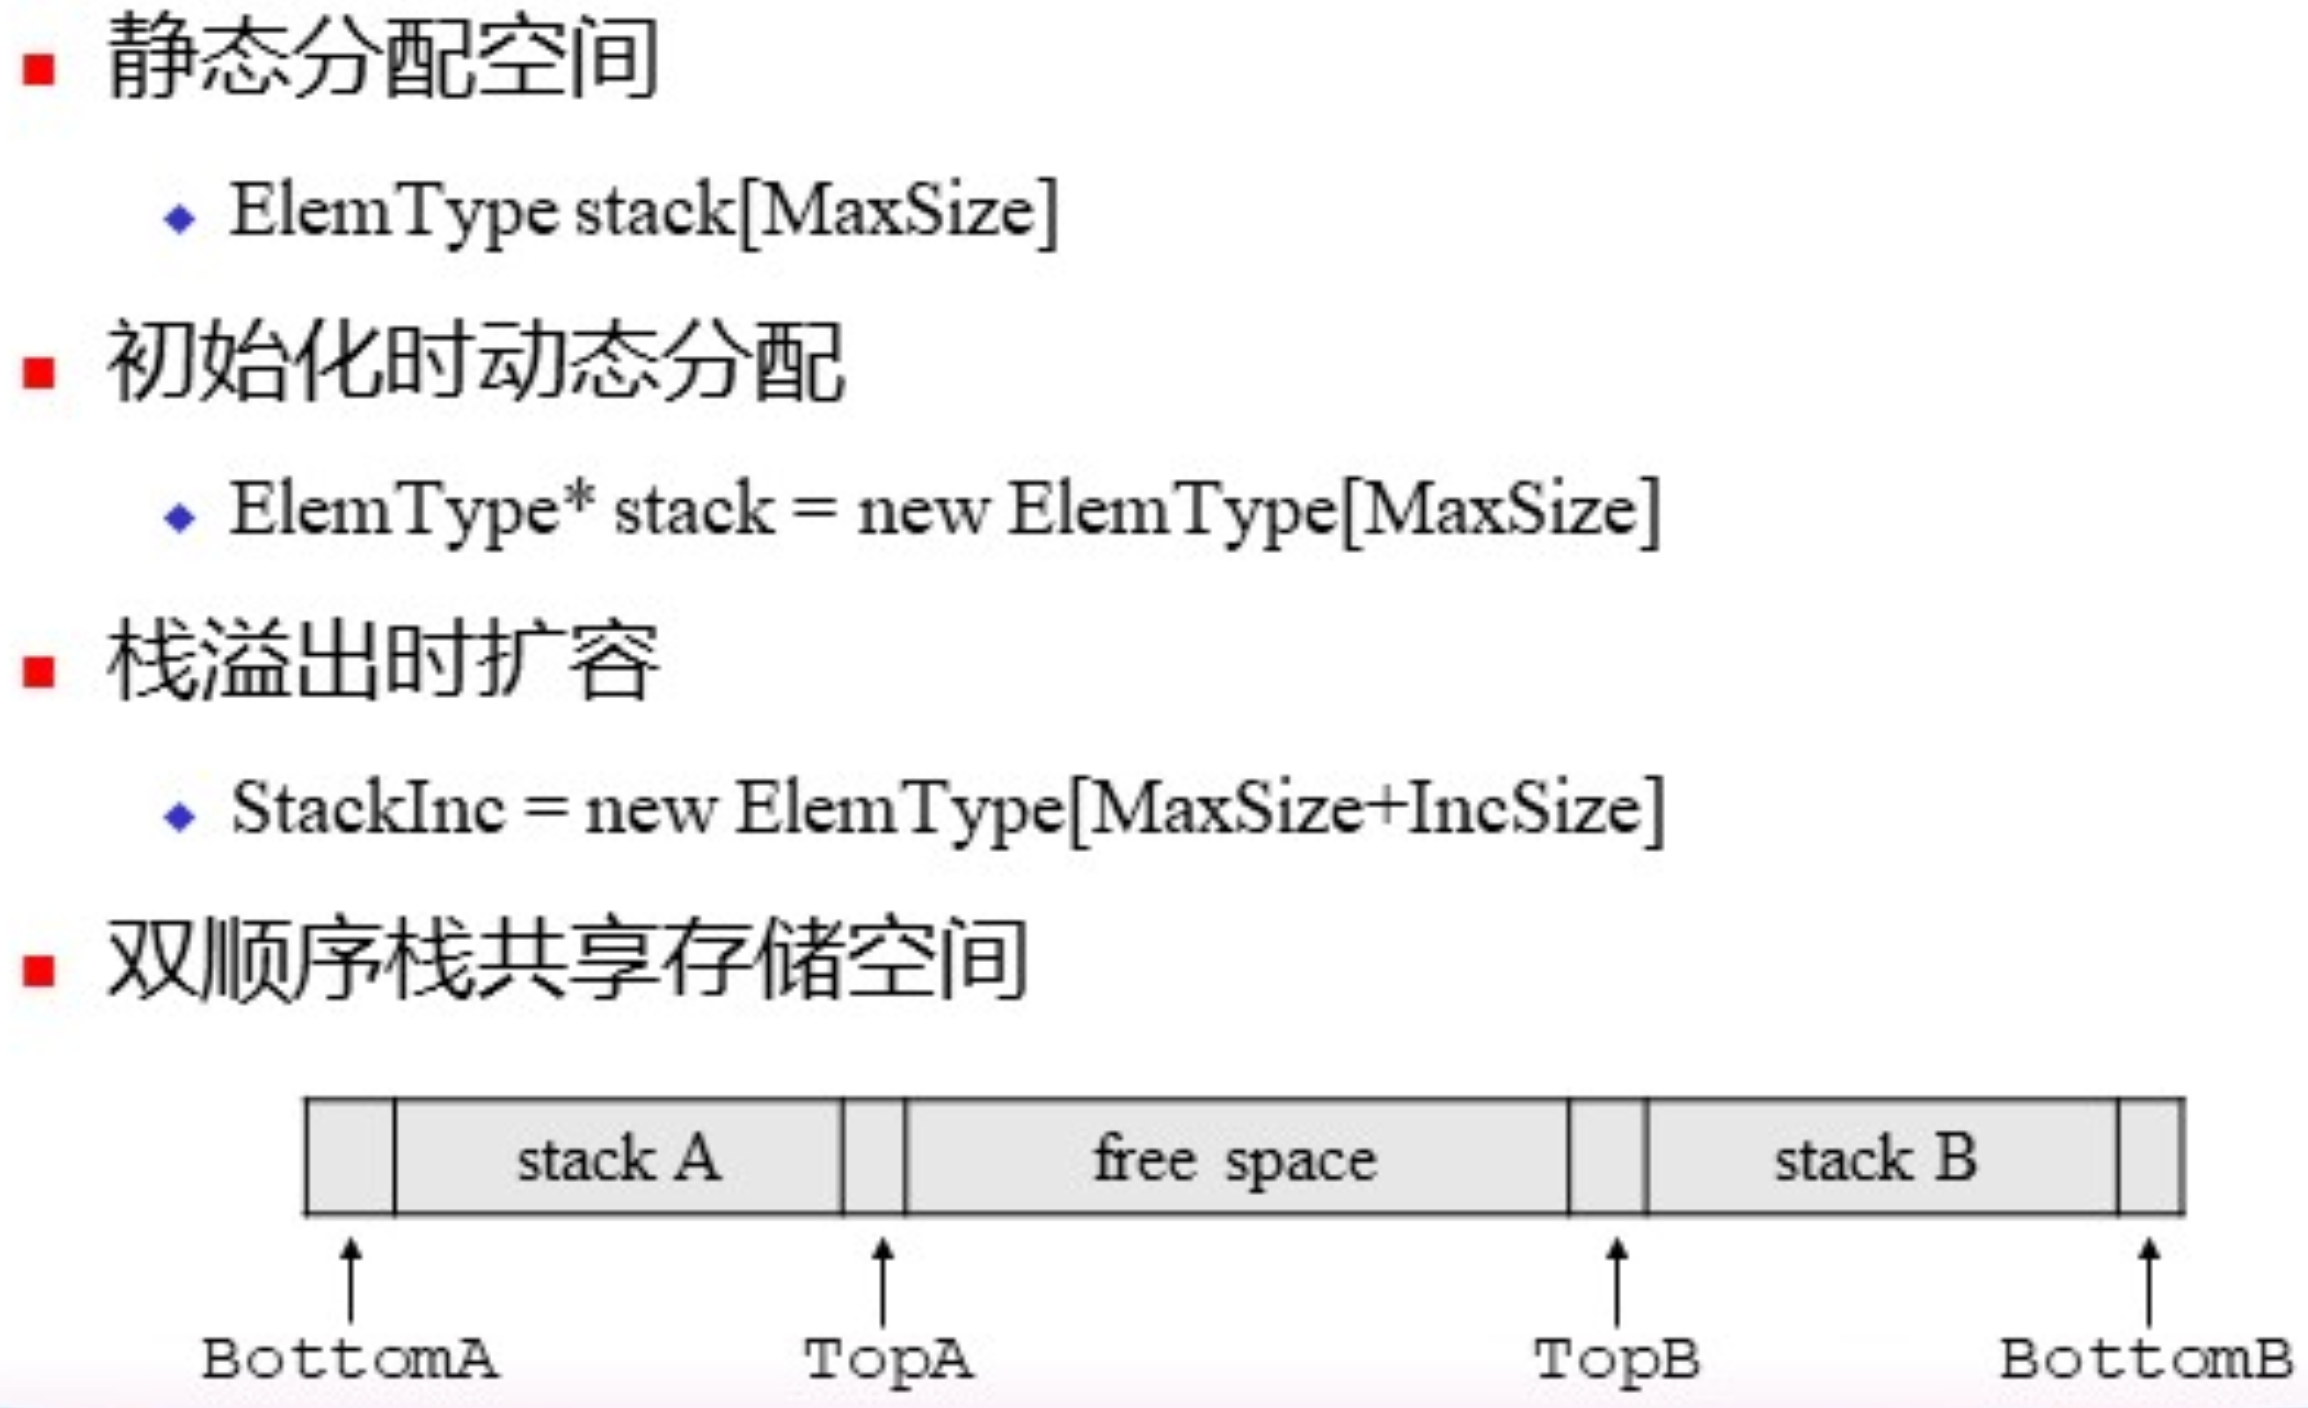 静态分配空间
ElemType stack[MaxSize]
初始化时动态分配
ElemType* stack = new ElemType[MaxSize]
栈溢出时扩容
StackInc = new ElemType[MaxSize+IncSize]
双顺序栈共享存储空间
stack A free space stack B
BottomA TopA TopB BottomB